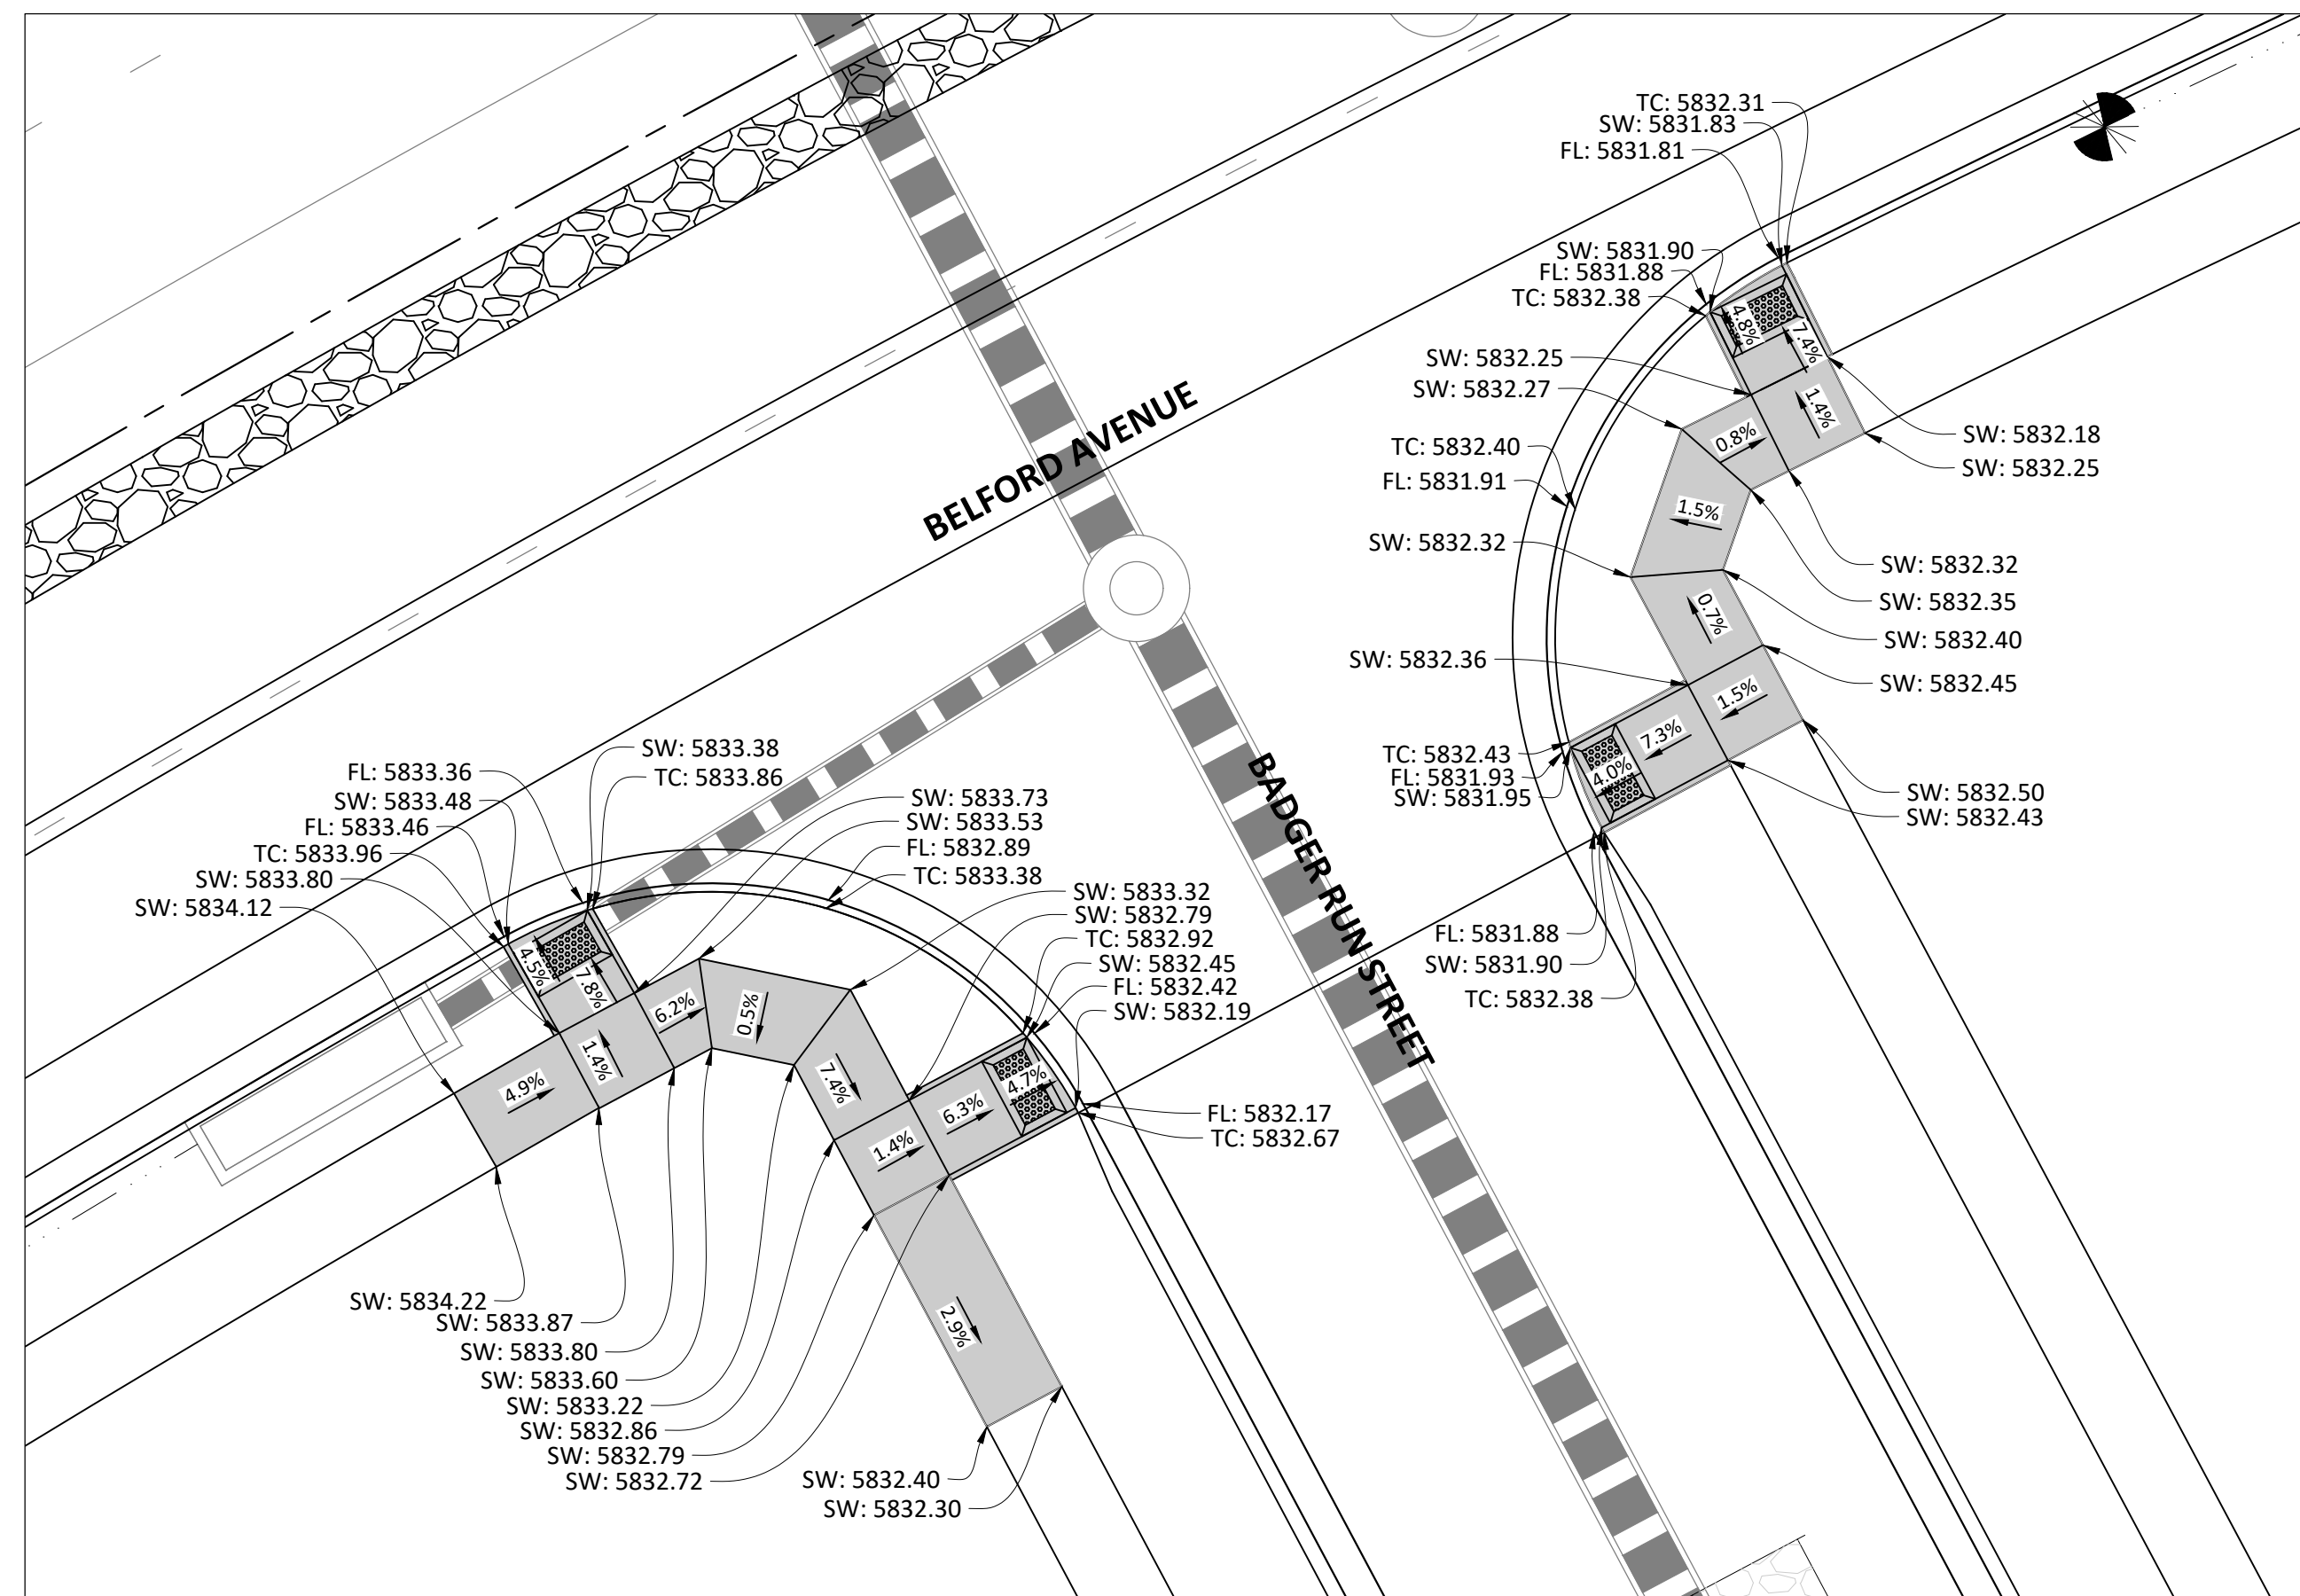 TC: 5832.31
SW: 5831.83
FL: 5831.81
SW: 5831.90
FL: 5831.88
TC: 5832.38
4.8%
7.4%
SW: 5832.25
SW: 5832.27
1.4%
0.8%
SW: 5832.18
SW: 5832.25
TC: 5832.40
FL: 5831.91
1.5%
SW: 5832.32
SW: 5832.32
SW: 5832.35
SW: 5832.40
0.7%
SW: 5832.36
SW: 5832.45
1.5%
7.3%
TC: 5832.43
FL: 5831.93
SW: 5831.95
4.0%
SW: 5832.50
SW: 5832.43
FL: 5831.88
SW: 5831.90
TC: 5832.38
BELFORD AVENUE
BADGER RUN STREET
SW: 5833.38
TC: 5833.86
FL: 5833.36
SW: 5833.48
FL: 5833.46
TC: 5833.96
SW: 5833.80
SW: 5834.12
SW: 5833.73
SW: 5833.53
FL: 5832.89
TC: 5833.38
SW: 5833.32
SW: 5832.79
TC: 5832.92
SW: 5832.45
FL: 5832.42
SW: 5832.19
4.5%
7.8%
6.2%
0.5%
1.4%
4.9%
7.4%
4.7%
6.3%
1.4%
FL: 5832.17
TC: 5832.67
2.9%
SW: 5834.22
SW: 5833.87
SW: 5833.80
SW: 5833.60
SW: 5833.22
SW: 5832.86
SW: 5832.79
SW: 5832.72
SW: 5832.40
SW: 5832.30